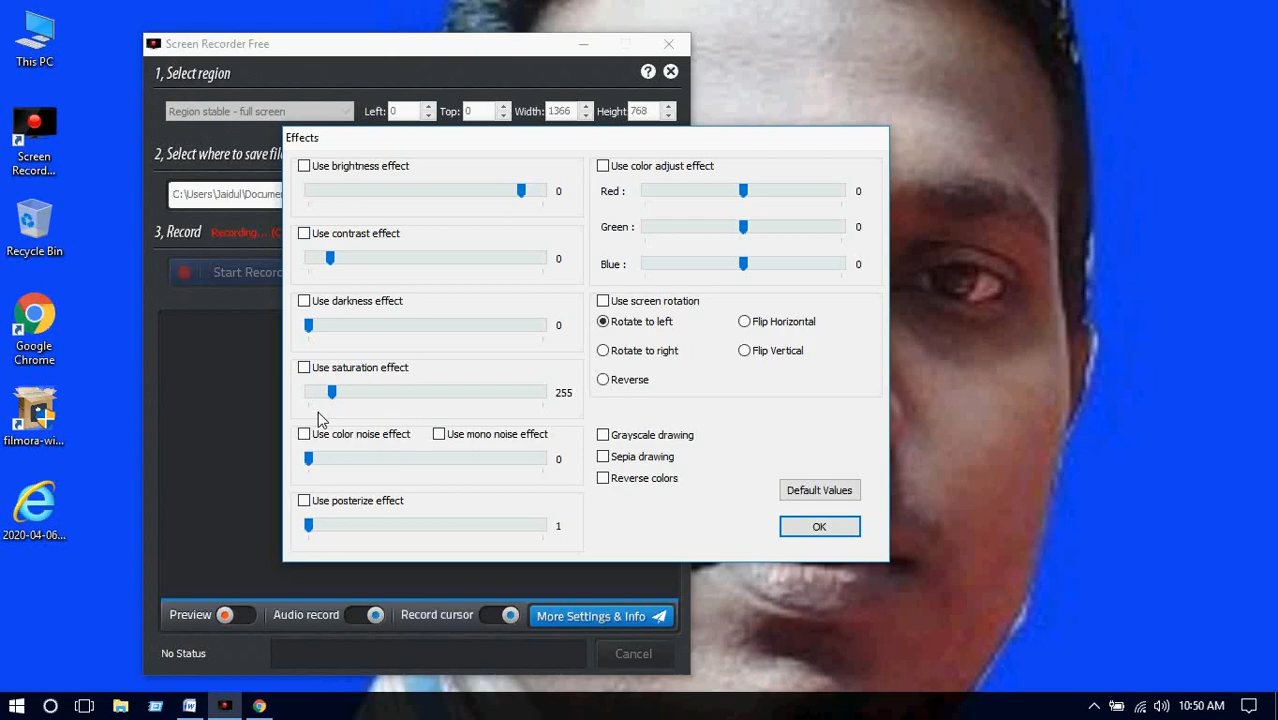 This PC
Screen
Record...
Recycle Bin
Google
Chrome
filmora-wi...
2020-04-06...
Screen Recorder Free
1, Select region
Region stable - full screen
Left: 0
Top: 0
Width: 1366
Height: 768
2, Select where to save fil
C:\Users\Jaidul\Documen
3, Record
Recording...
Start Recor
Effects
Use brightness effect
0
Use contrast effect
0
Use darkness effect
0
Use saturation effect
255
Use color noise effect
Use mono noise effect
0
Use posterize effect
1
Use color adjust effect
Red :
0
Green :
0
Blue :
0
Use screen rotation
Rotate to left
Flip Horizontal
Rotate to right
Flip Vertical
Reverse
Grayscale drawing
Sepia drawing
Reverse colors
Default Values
OK
Preview
Audio record
Record cursor
More Settings & Info
No Status
Cancel
10:50 AM